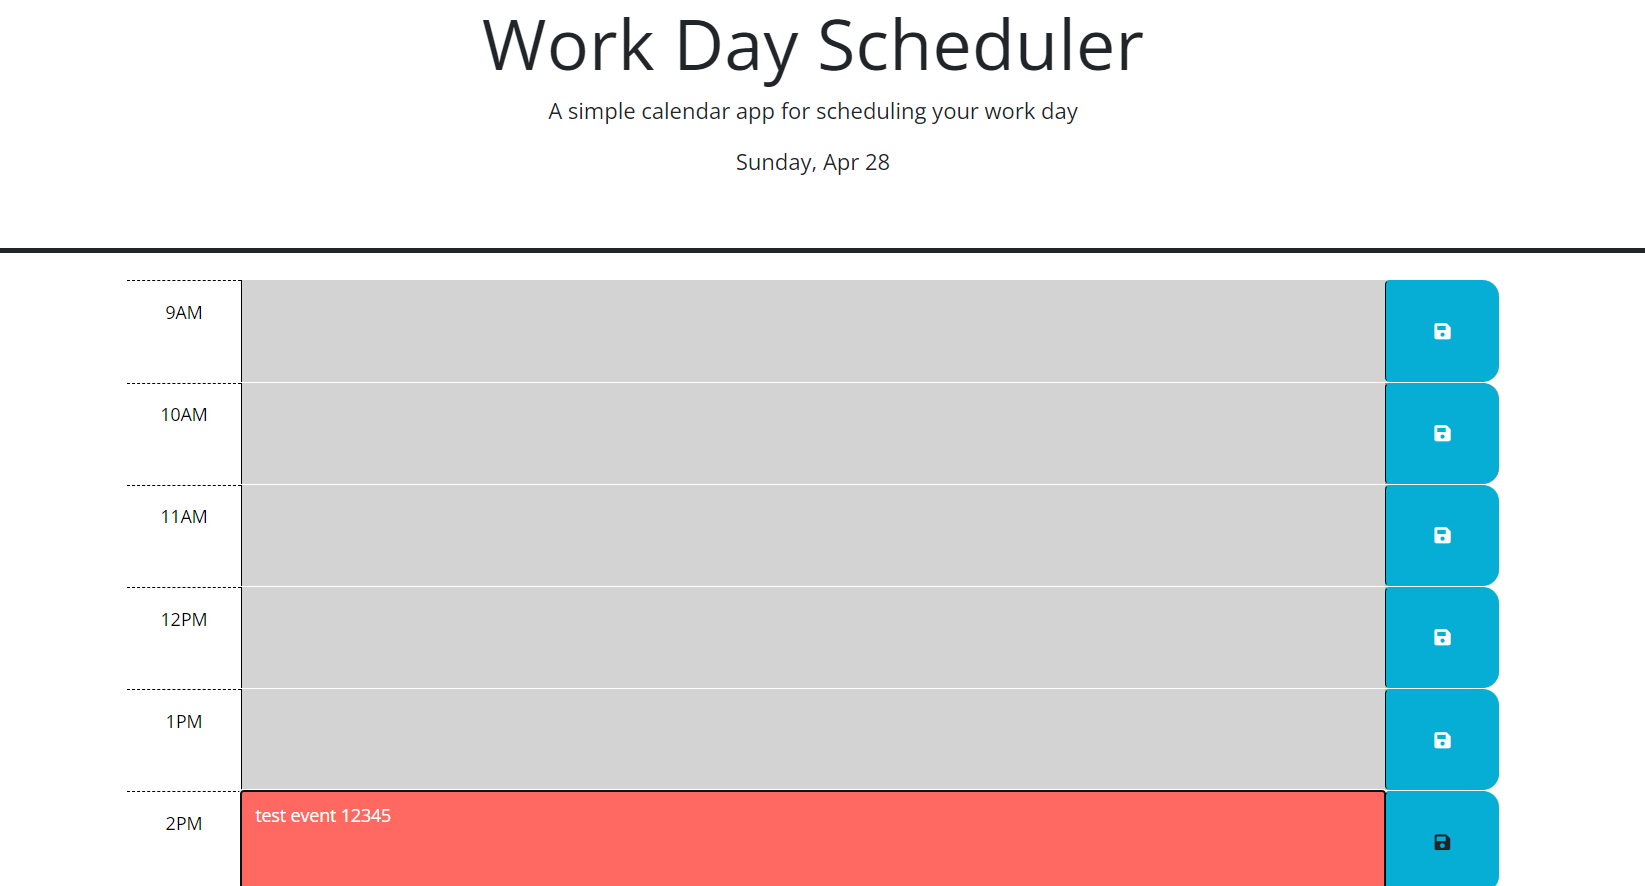 Work Day Scheduler
A simple calendar app for scheduling your work day
Sunday, Apr 28
9AM
10AM
11AM
12PM
1PM
2PM
test event 12345